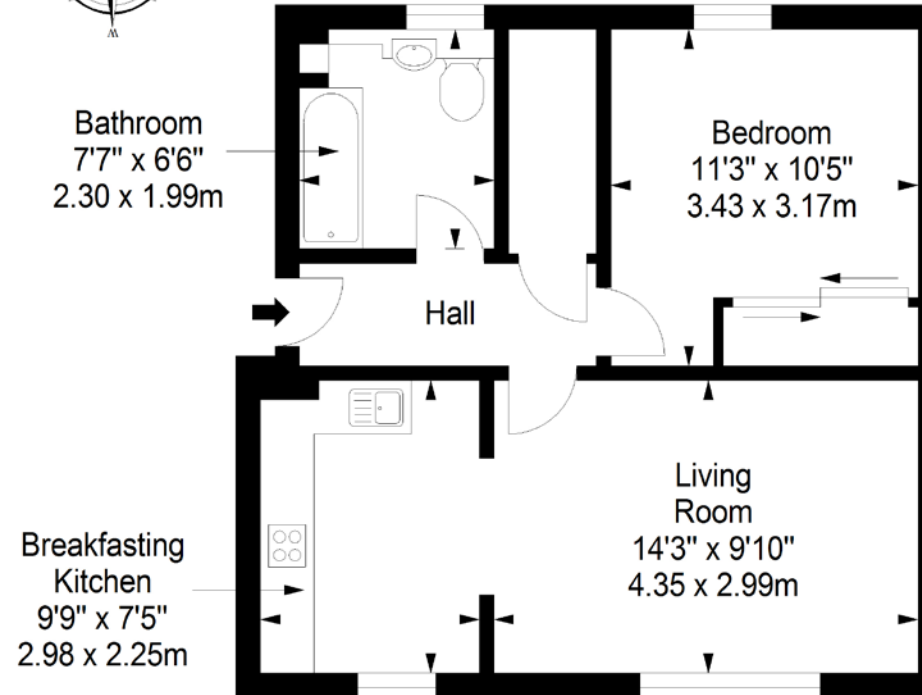 W
Bathroom
7'7" x 6'6"
2.30 x 1.99m
Bedroom
11'3" x 10'5"
3.43 x 3.17m
Hall
Living
Room
14'3" x 9'10"
4.35 x 2.99m
Breakfasting
Kitchen
9'9" x 7'5"
2.98 x 2.25m